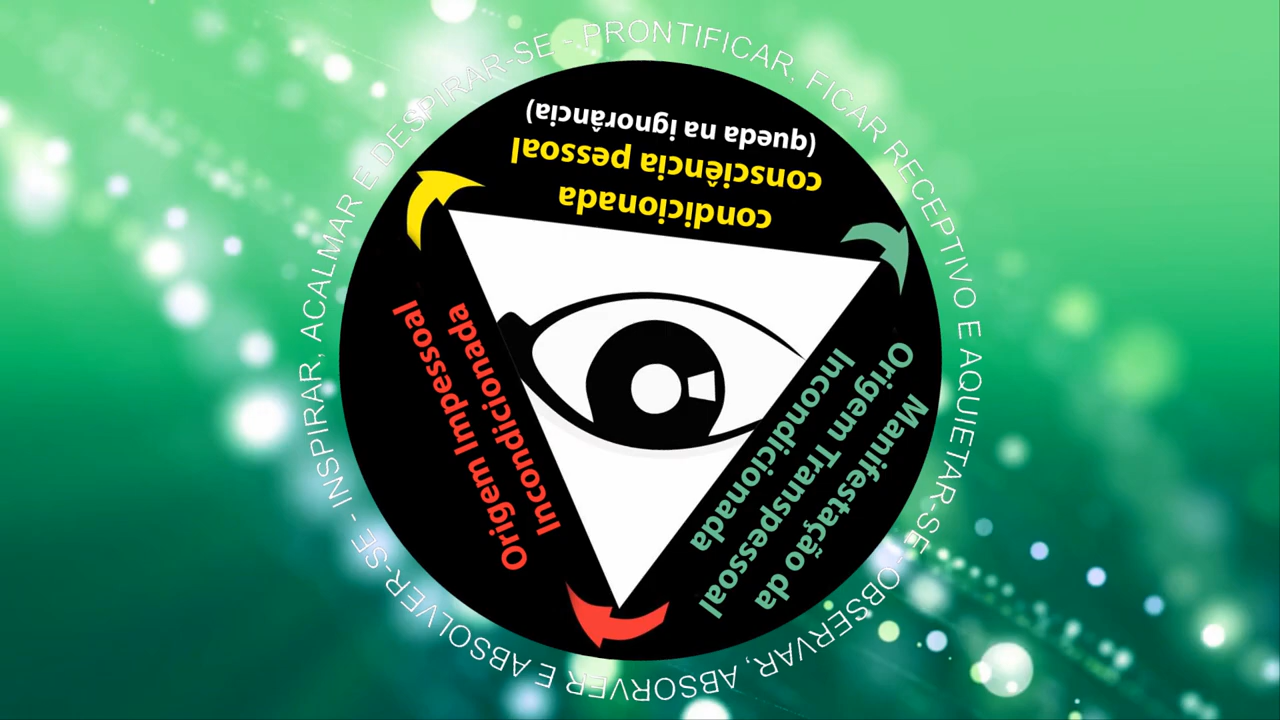 INSPIRAR, ACALMAR E DESPIRAR-SE - PRONTIFICAR, FICAR RECEPTIVO E AQUIETAR-SE - OBSERVAR, ABSORVER E ABSOLVER-SE -
condicionada
consciência pessoal
(queda na ignorância)
Origem Impessoal
Incondicionada
Manifestação da
Origem Transpessoal
Incondicionada